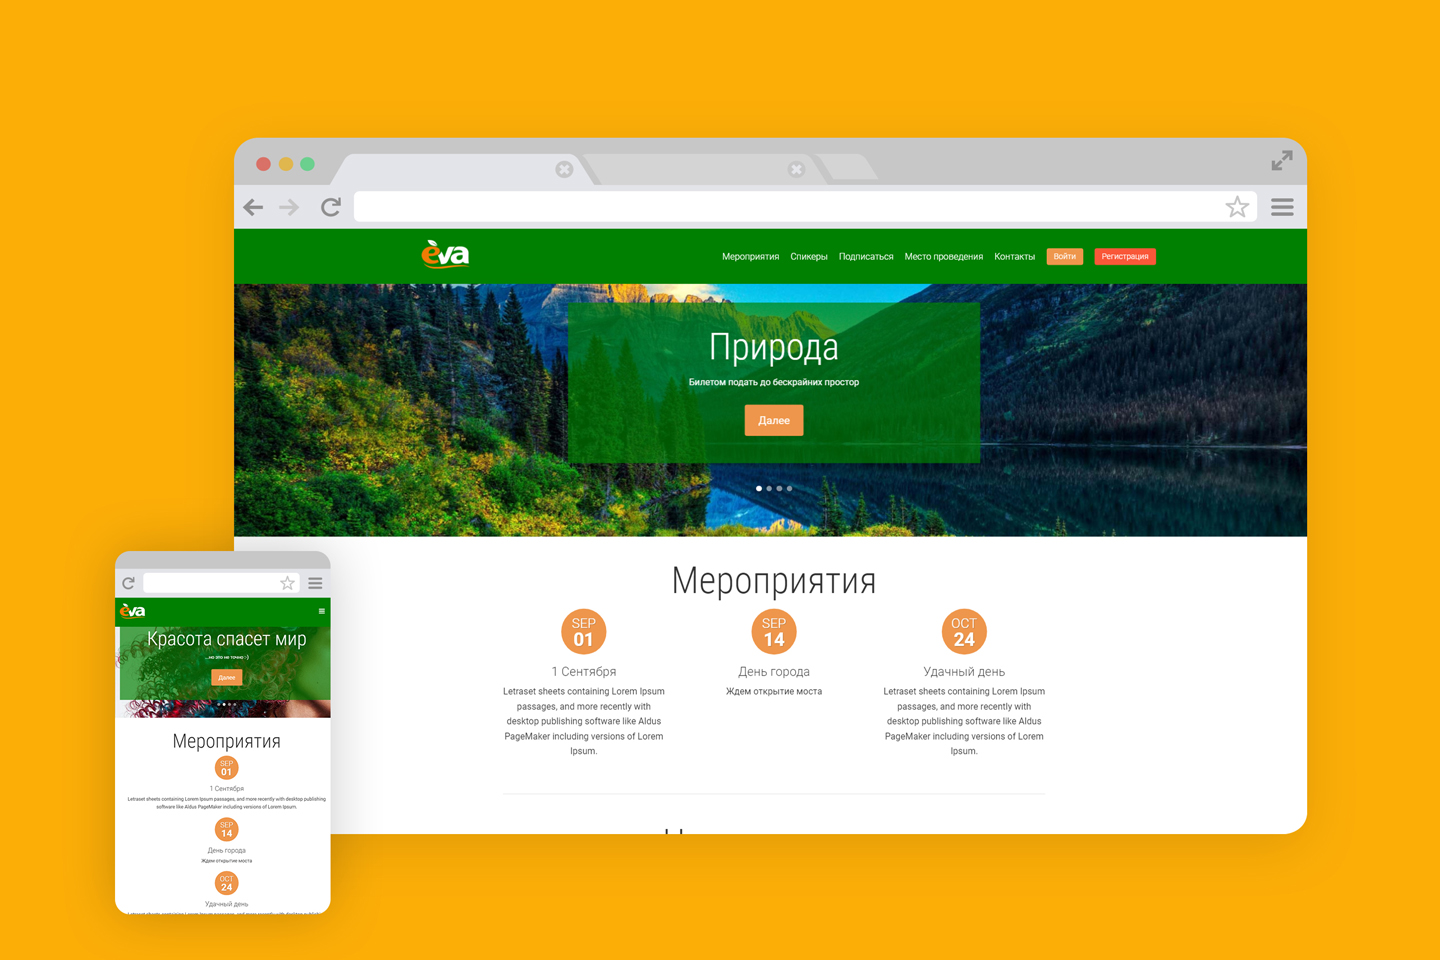 eva
Мероприятия Спикеры Подписаться Место проведения Контакты Войти Регистрация
Природа
Билетом подать до бескрайних простор
Далее
Мероприятия
SEP
01
1 Сентября
Letraset sheets containing Lorem Ipsum
passages, and more recently with
desktop publishing software like Aldus
PageMaker including versions of Lorem
Ipsum.
SEP
14
День города
Ждем открытие моста
OCT
24
Удачный день
Letraset sheets containing Lorem Ipsum
passages, and more recently with
desktop publishing software like Aldus
PageMaker including versions of Lorem
Ipsum.
eva
Красота спасет мир
...но это не точно :-)
Далее
Мероприятия
SEP
01
1 Сентября
Letraset sheets containing Lorem Ipsum passages, and more recently with desktop publishing
software like Aldus PageMaker including versions of Lorem Ipsum.
SEP
14
День города
Ждем открытие моста
OCT
24
Удачный день